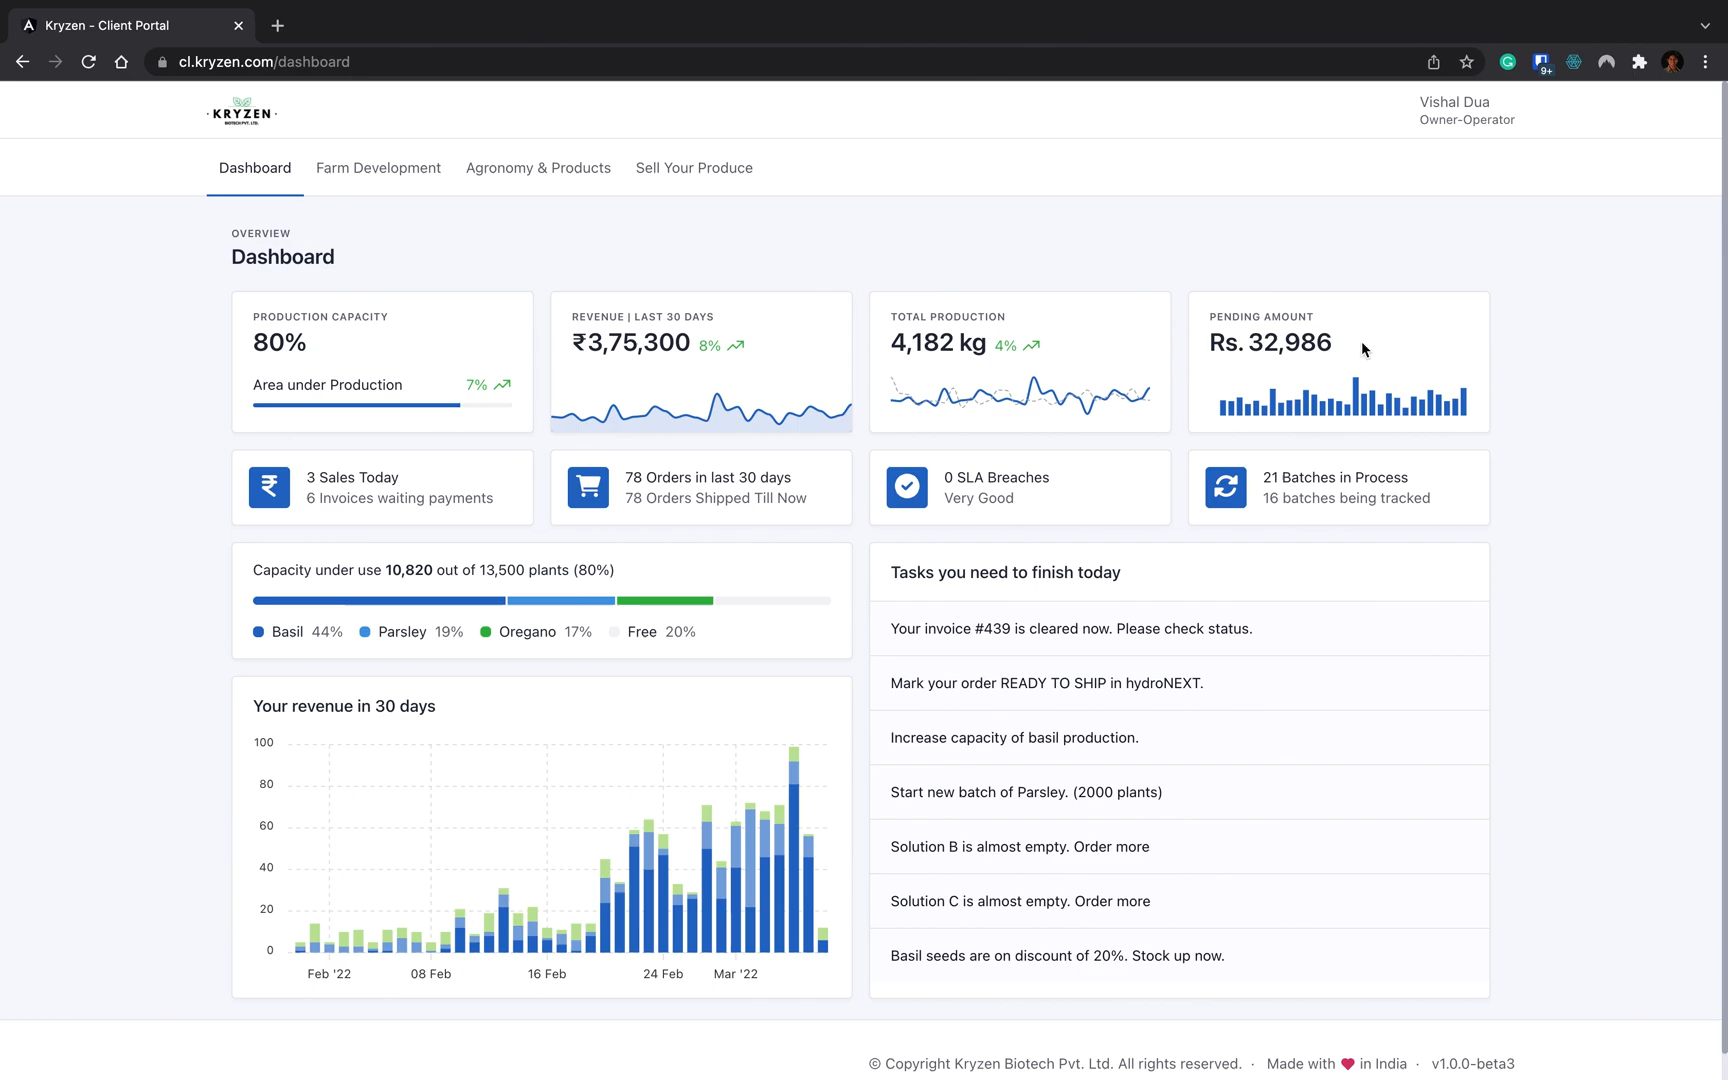 Kryzen - Client Portal
cl.kryzen.com/dashboard
9+
KRYZEN
BIOTECH PVT. LTD.
Vishal Dua
Owner-Operator
Dashboard
Farm Development
Agronomy & Products
Sell Your Produce
OVERVIEW
Dashboard
PRODUCTION CAPACITY
80%
Area under Production 7%
REVENUE | LAST 30 DAYS
₹3,75,300 8%
TOTAL PRODUCTION
4,182 kg 4%
PENDING AMOUNT
Rs. 32,986
3 Sales Today
6 Invoices waiting payments
78 Orders in last 30 days
78 Orders Shipped Till Now
0 SLA Breaches
Very Good
21 Batches in Process
16 batches being tracked
Capacity under use 10,820 out of 13,500 plants (80%)
Basil 44% Parsley 19% Oregano 17% Free 20%
Your revenue in 30 days
100
80
60
40
20
0
Feb '22 08 Feb 16 Feb 24 Feb Mar '22
Tasks you need to finish today
Your invoice #439 is cleared now. Please check status.
Mark your order READY TO SHIP in hydroNEXT.
Increase capacity of basil production.
Start new batch of Parsley. (2000 plants)
Solution B is almost empty. Order more
Solution C is almost empty. Order more
Basil seeds are on discount of 20%. Stock up now.
© Copyright Kryzen Biotech Pvt. Ltd. All rights reserved. · Made with ❤ in India · v1.0.0-beta3